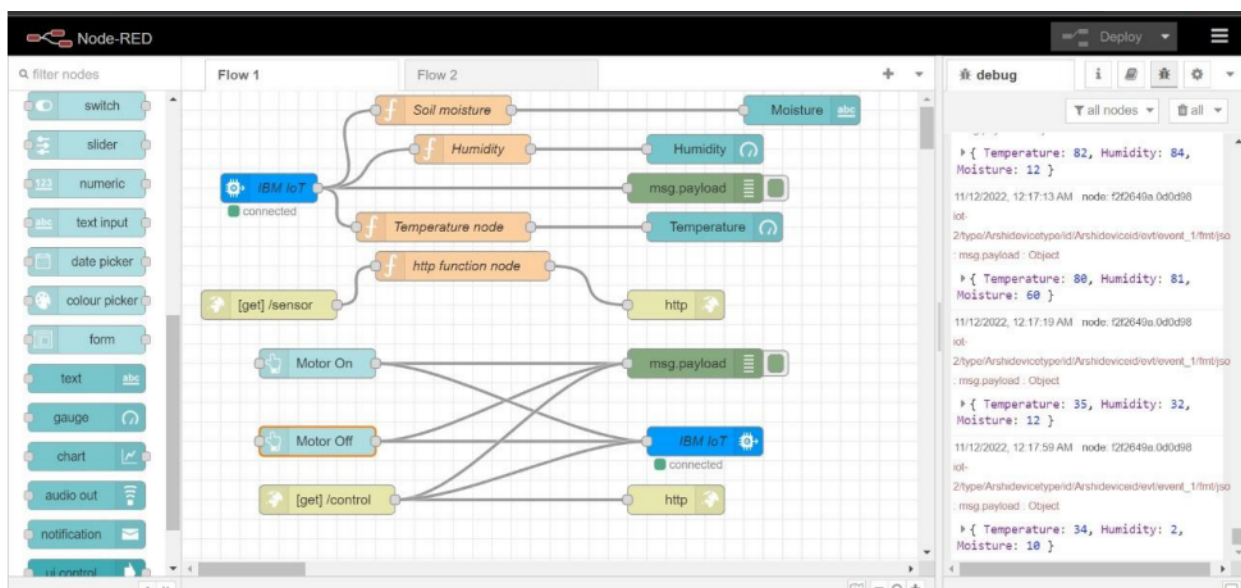 Node-RED
Deploy
filter nodes
Flow 1
Flow 2
debug
i
all nodes
all
switch
slider
123
numeric
abc
text input
date picker
colour picker
form
text
abc
gauge
chart
audio out
notification
ui control
f
Soil moisture
Moisture
abc
f
Humidity
Humidity
IBM IoT
connected
msg.payload
f
Temperature node
Temperature
f
http function node
[get] /sensor
http
Motor On
msg.payload
Motor Off
IBM IoT
connected
[get] /control
http
{ Temperature: 82, Humidity: 84,
Moisture: 12 }
11/12/2022, 12:17:13 AM node: f2f2649a.0d0d98
iot-
2/type/Arshidevicetype/id/Arshideviceid/evt/event_1/fmt/jso
: msg.payload : Object
{ Temperature: 80, Humidity: 81,
Moisture: 60 }
11/12/2022, 12:17:19 AM node: f2f2649a.0d0d98
iot-
2/type/Arshidevicetype/id/Arshideviceid/evt/event_1/fmt/jso
: msg.payload : Object
{ Temperature: 35, Humidity: 32,
Moisture: 12 }
11/12/2022, 12:17:59 AM node: f2f2649a.0d0d98
iot-
2/type/Arshidevicetype/id/Arshideviceid/evt/event_1/fmt/jso
: msg.payload : Object
{ Temperature: 34, Humidity: 2,
Moisture: 10 }